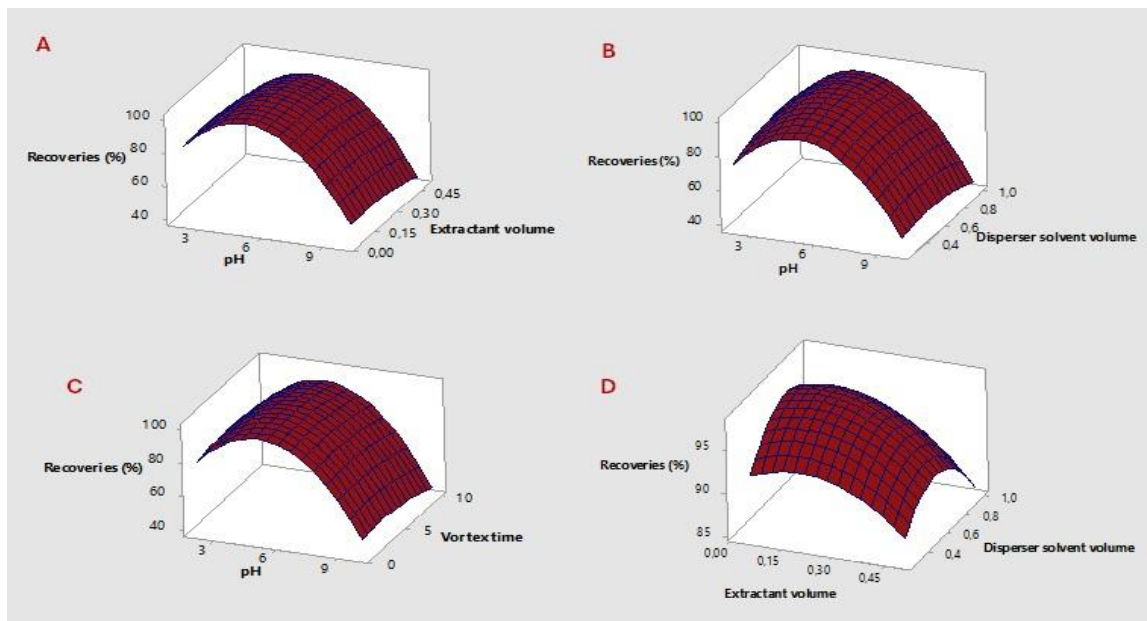 A
100
80
Recoveries (%)
60
40
3
6
9
pH
0,45
0,30
0,15
0,00
Extractant volume
B
100
80
Recoveries (%)
60
40
3
6
9
pH
1,0
0,8
0,6
0,4
Disperser solvent volume
C
100
80
Recoveries (%)
60
40
3
6
9
pH
10
5
0
Vortex time
D
95
Recoveries (%)
90
85
0,00
0,15
0,30
0,45
Extractant volume
1,0
0,8
0,6
0,4
Disperser solvent volume